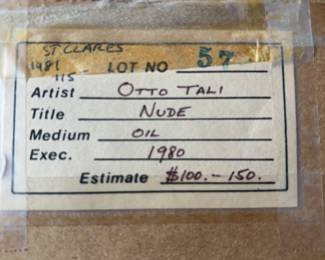 ST CLARES
1981 LOT NO 57
115 -
Artist OTTO TALI
Title NUDE
Medium OIL
Exec. 1980
Estimate $100.-150.